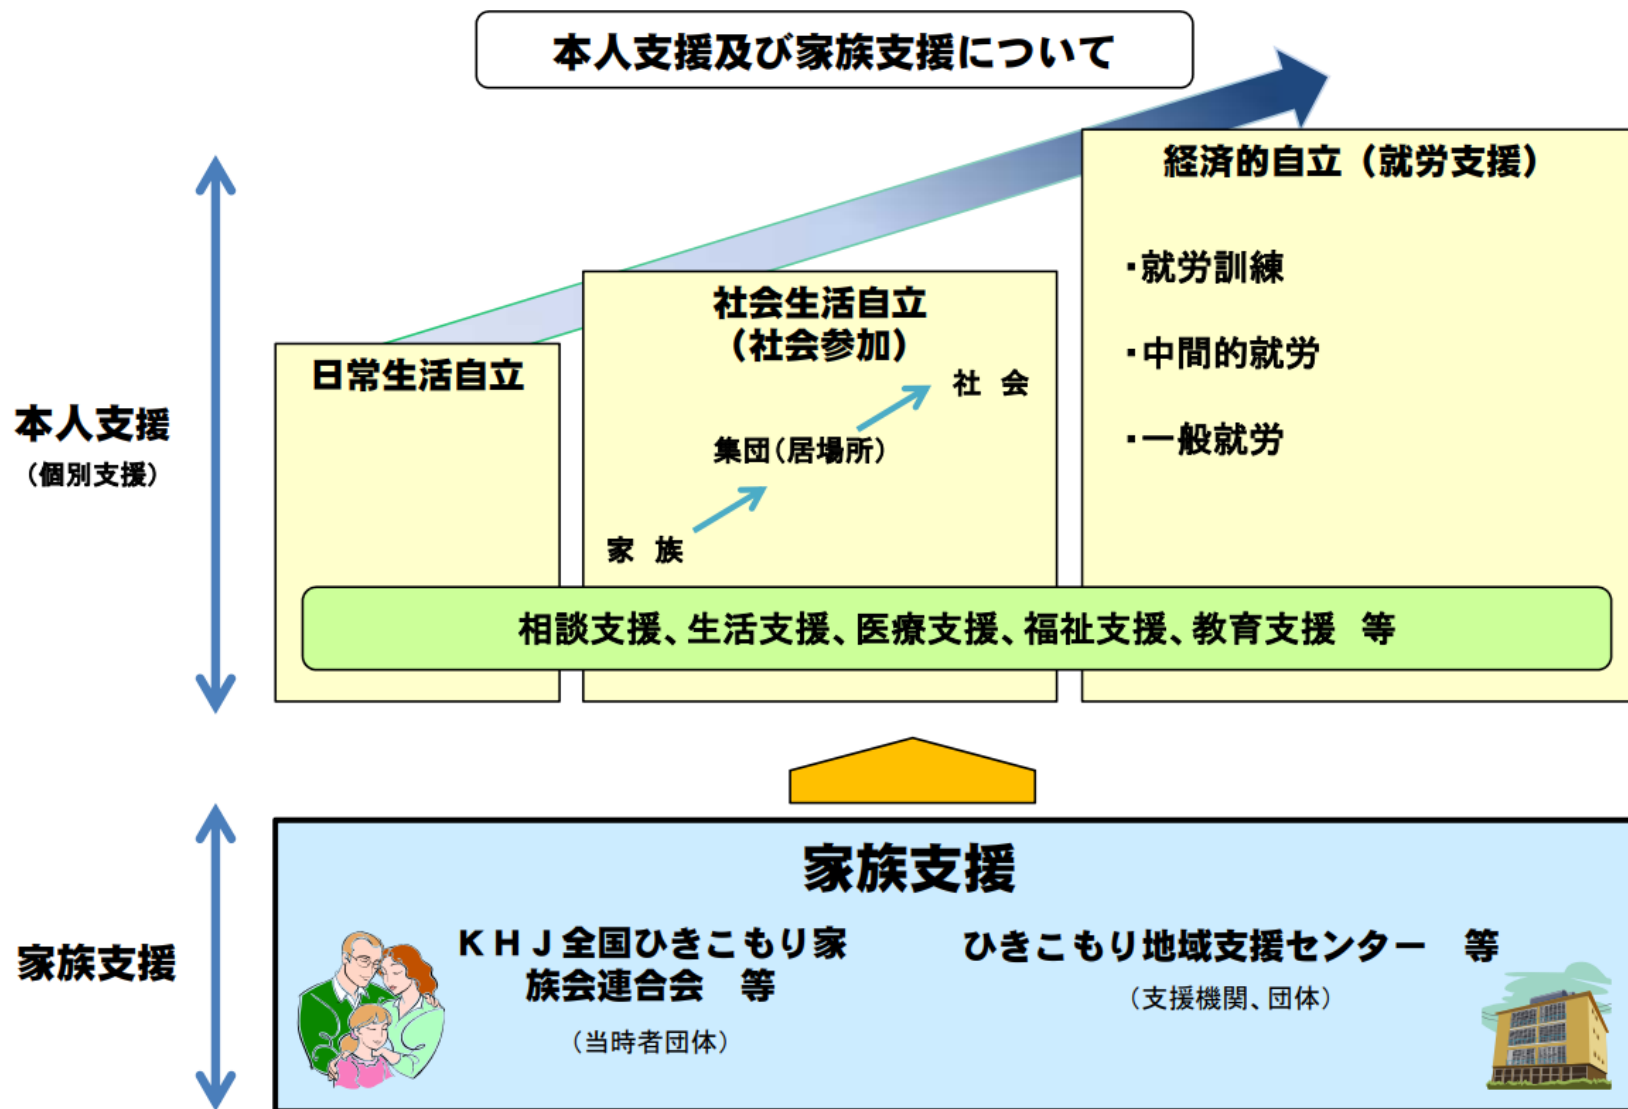 本人支援及び家族支援について
経済的自立（就労支援）
・就労訓練
・中間的就労
・一般就労
社会生活自立
（社会参加）
社　会
集団（居場所）
家　族
日常生活自立
本人支援
（個別支援）
相談支援、生活支援、医療支援、福祉支援、教育支援　等
家族支援
家族支援
ＫＨＪ全国ひきこもり家
族会連合会　等
（当時者団体）
ひきこもり地域支援センター　等
（支援機関、団体）